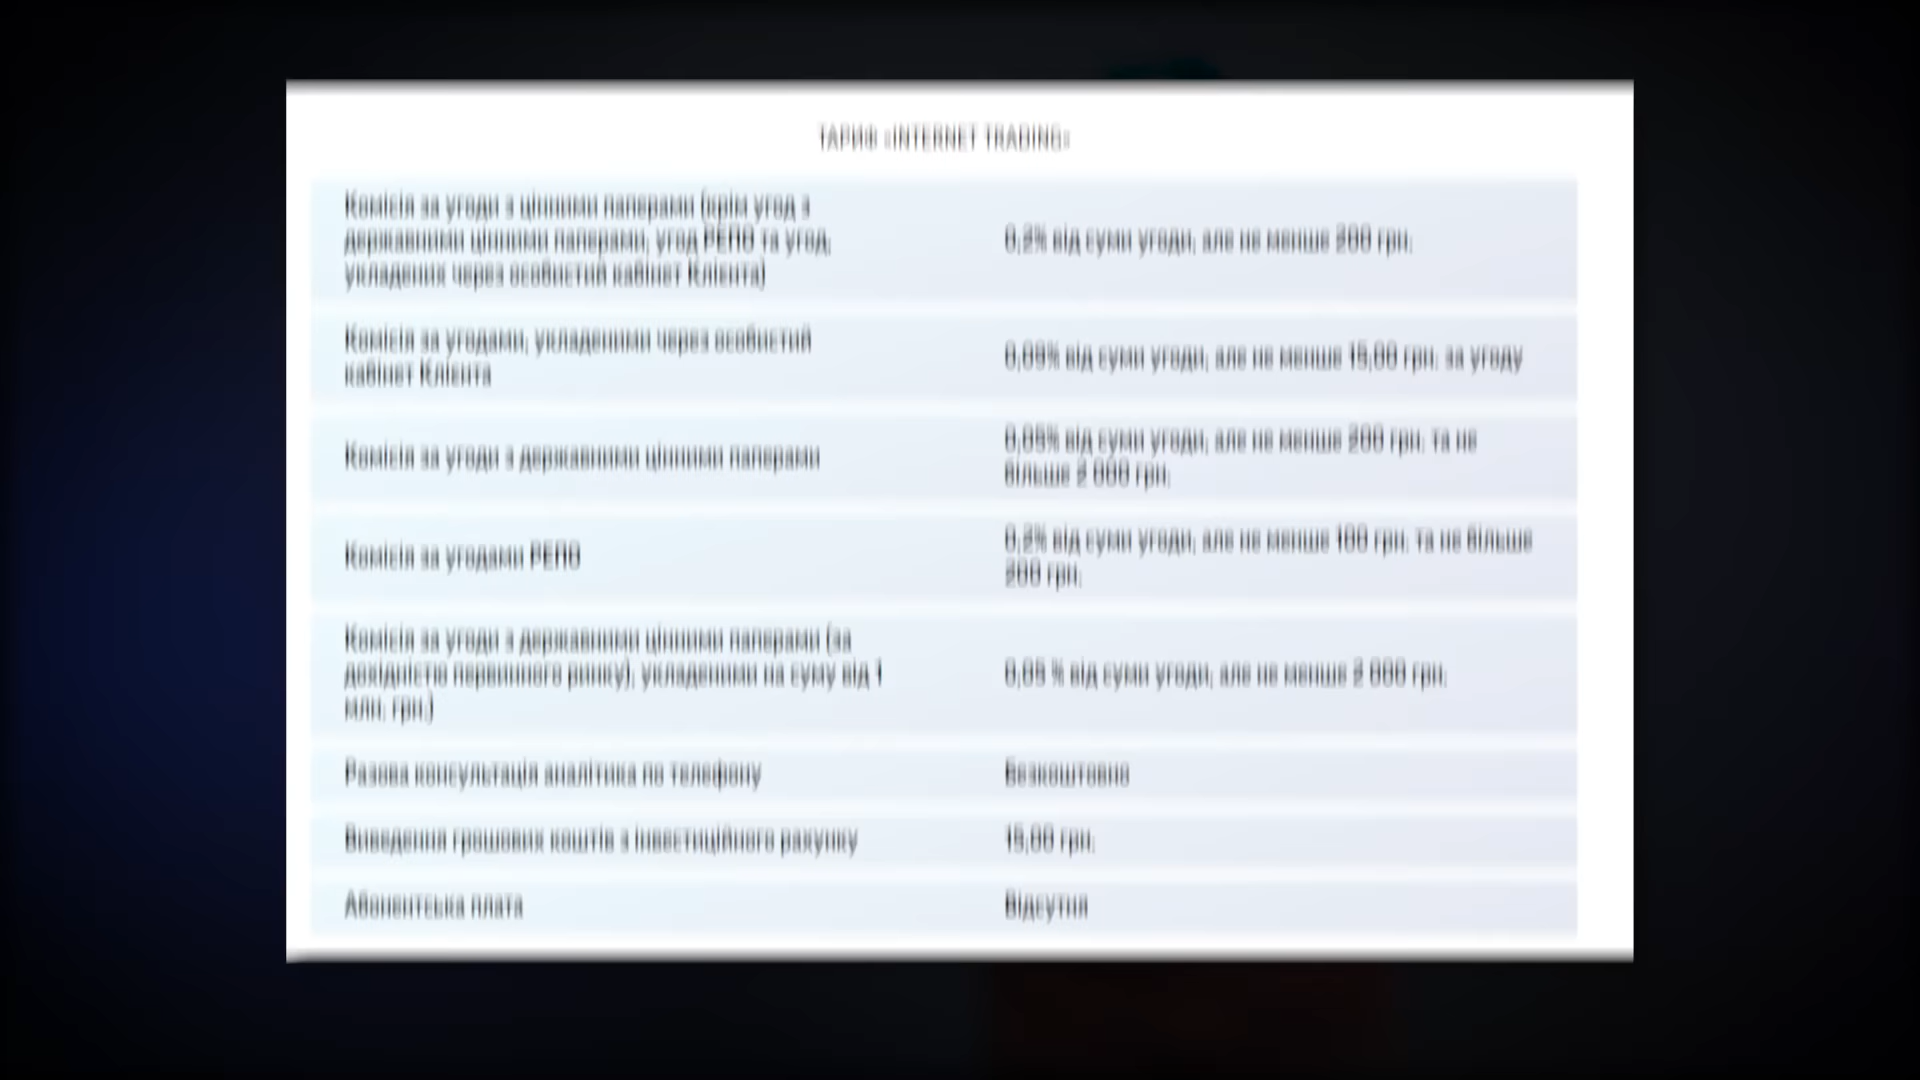 ТАРИФ «INTERNET TRADING»
Комісія за угоди з цінними паперами (крім угод з
державними цінними паперами, угод РЕПО та угод,
укладених через особистий кабінет Клієнта)
0,2% від суми угоди, але не менше 200 грн.
Комісія за угодами, укладеними через особистий
кабінет Клієнта
0,09% від суми угоди, але не менше 15,00 грн. за угоду
Комісія за угоди з державними цінними паперами
0,05% від суми угоди, але не менше 200 грн. та не
більше 2 000 грн.
Комісія за угодами РЕПО
0,2% від суми угоди, але не менше 100 грн. та не більше
200 грн.
Комісія за угоди з державними цінними паперами (за
дохідністю первинного ринку), укладеними на суму від 1
млн. грн.)
0,05 % від суми угоди, але не менше 2 000 грн.
Разова консультація аналітика по телефону
Безкоштовно
Виведення грошових коштів з інвестиційного рахунку
15,00 грн.
Абонентська плата
Відсутня